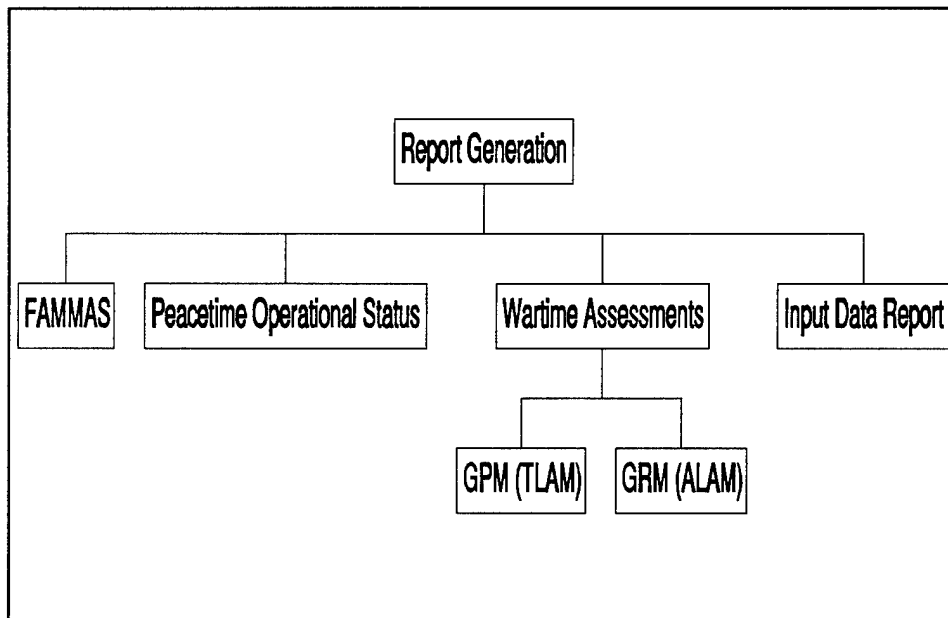 Report Generation
FAMMAS
Peacetime Operational Status
Wartime Assessments
Input Data Report
GPM (TLAM)
GRM (ALAM)